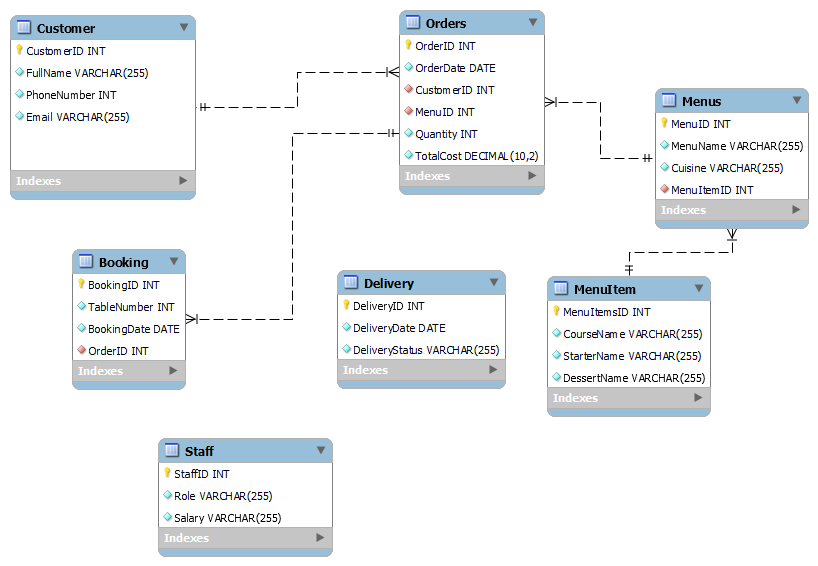 Customer
CustomerID INT
FullName VARCHAR(255)
PhoneNumber INT
Email VARCHAR(255)
Indexes
Orders
OrderID INT
OrderDate DATE
CustomerID INT
MenuID INT
Quantity INT
TotalCost DECIMAL(10,2)
Indexes
Menus
MenuID INT
MenuName VARCHAR(255)
Cuisine VARCHAR(255)
MenuItemID INT
Indexes
Booking
BookingID INT
TableNumber INT
BookingDate DATE
OrderID INT
Indexes
Delivery
DeliveryID INT
DeliveryDate DATE
DeliveryStatus VARCHAR(255)
Indexes
MenuItem
MenuItemsID INT
CourseName VARCHAR(255)
StarterName VARCHAR(255)
DessertName VARCHAR(255)
Indexes
Staff
StaffID INT
Role VARCHAR(255)
Salary VARCHAR(255)
Indexes